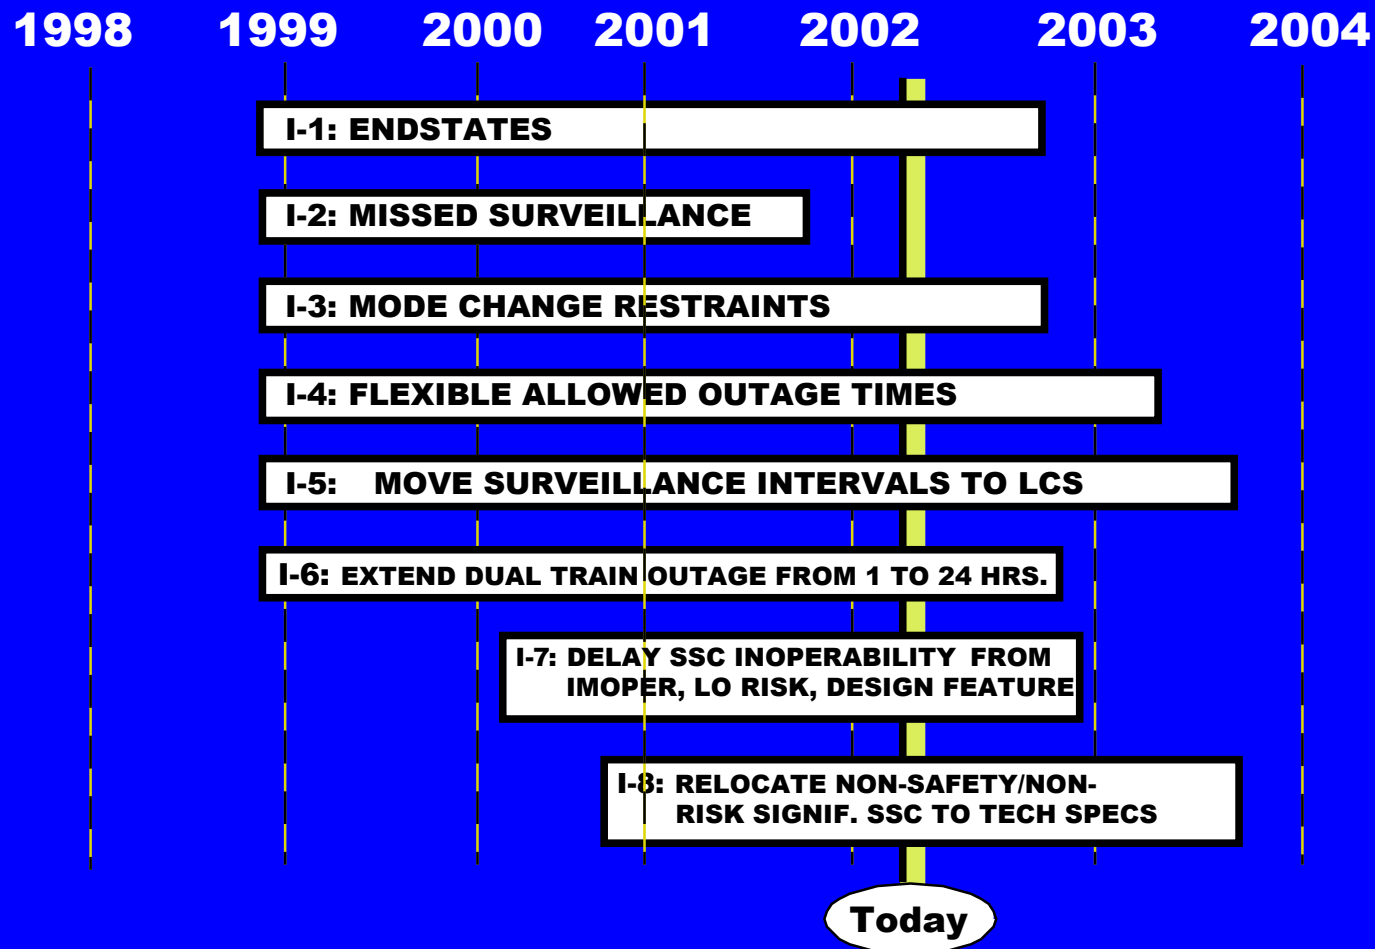 1998 1999 2000 2001 2002 2003 2004
I-1: ENDSTATES
I-2: MISSED SURVEILLANCE
I-3: MODE CHANGE RESTRAINTS
I-4: FLEXIBLE ALLOWED OUTAGE TIMES
I-5: MOVE SURVEILLANCE INTERVALS TO LCS
I-6: EXTEND DUAL TRAIN OUTAGE FROM 1 TO 24 HRS.
I-7: DELAY SSC INOPERABILITY FROM
IMOPER, LO RISK, DESIGN FEATURE
I-8: RELOCATE NON-SAFETY/NON-
RISK SIGNIF. SSC TO TECH SPECS
Today